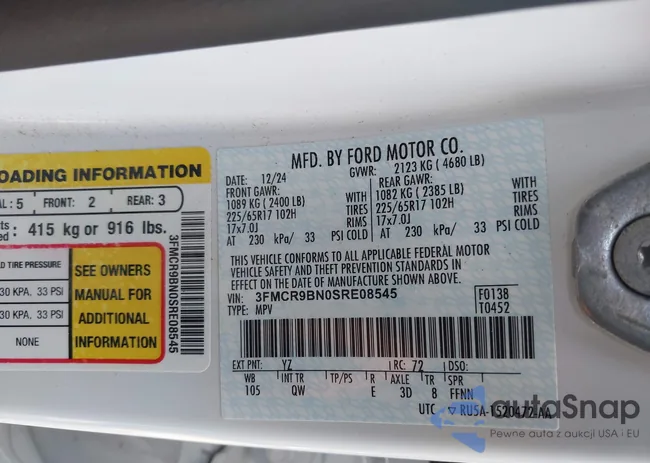 OADING INFORMATION
AL: 5 FRONT: 2 REAR: 3
415 kg or 916 lbs.
D TIRE PRESSURE
30 KPA, 33 PSI
30 KPA, 33 PSI
NONE
SEE OWNERS
MANUAL FOR
ADDITIONAL
INFORMATION
3FMCR9BN0SRE08545
MFD. BY FORD MOTOR CO.
DATE: 12/24 GVWR: 2123 KG ( 4680 LB)
FRONT GAWR: WITH REAR GAWR: WITH
1089 KG ( 2400 LB) TIRES 1082 KG ( 2385 LB) TIRES
225/65R17 102H RIMS 225/65R17 102H RIMS
17x7.0J 17x7.0J
AT 230 kPa/ 33 PSI COLD AT 230 kPa/ 33 PSI COLD
THIS VEHICLE CONFORMS TO ALL APPLICABLE FEDERAL MOTOR
VEHICLE SAFETY AND THEFT PREVENTION STANDARDS IN
EFFECT ON THE DATE OF MANUFACTURE SHOWN ABOVE.
VIN: 3FMCR9BN0SRE08545 F0138
TYPE: MPV T0452
EXT PNT: YZ RC: 72 DSO:
WB INT TR TP/PS R AXLE TR SPR
105 QW E 3D 8 FFNN
UTC ▽ RU5A-1520472-AA
autoSnap
Pewne auta z aukcji USA i EU